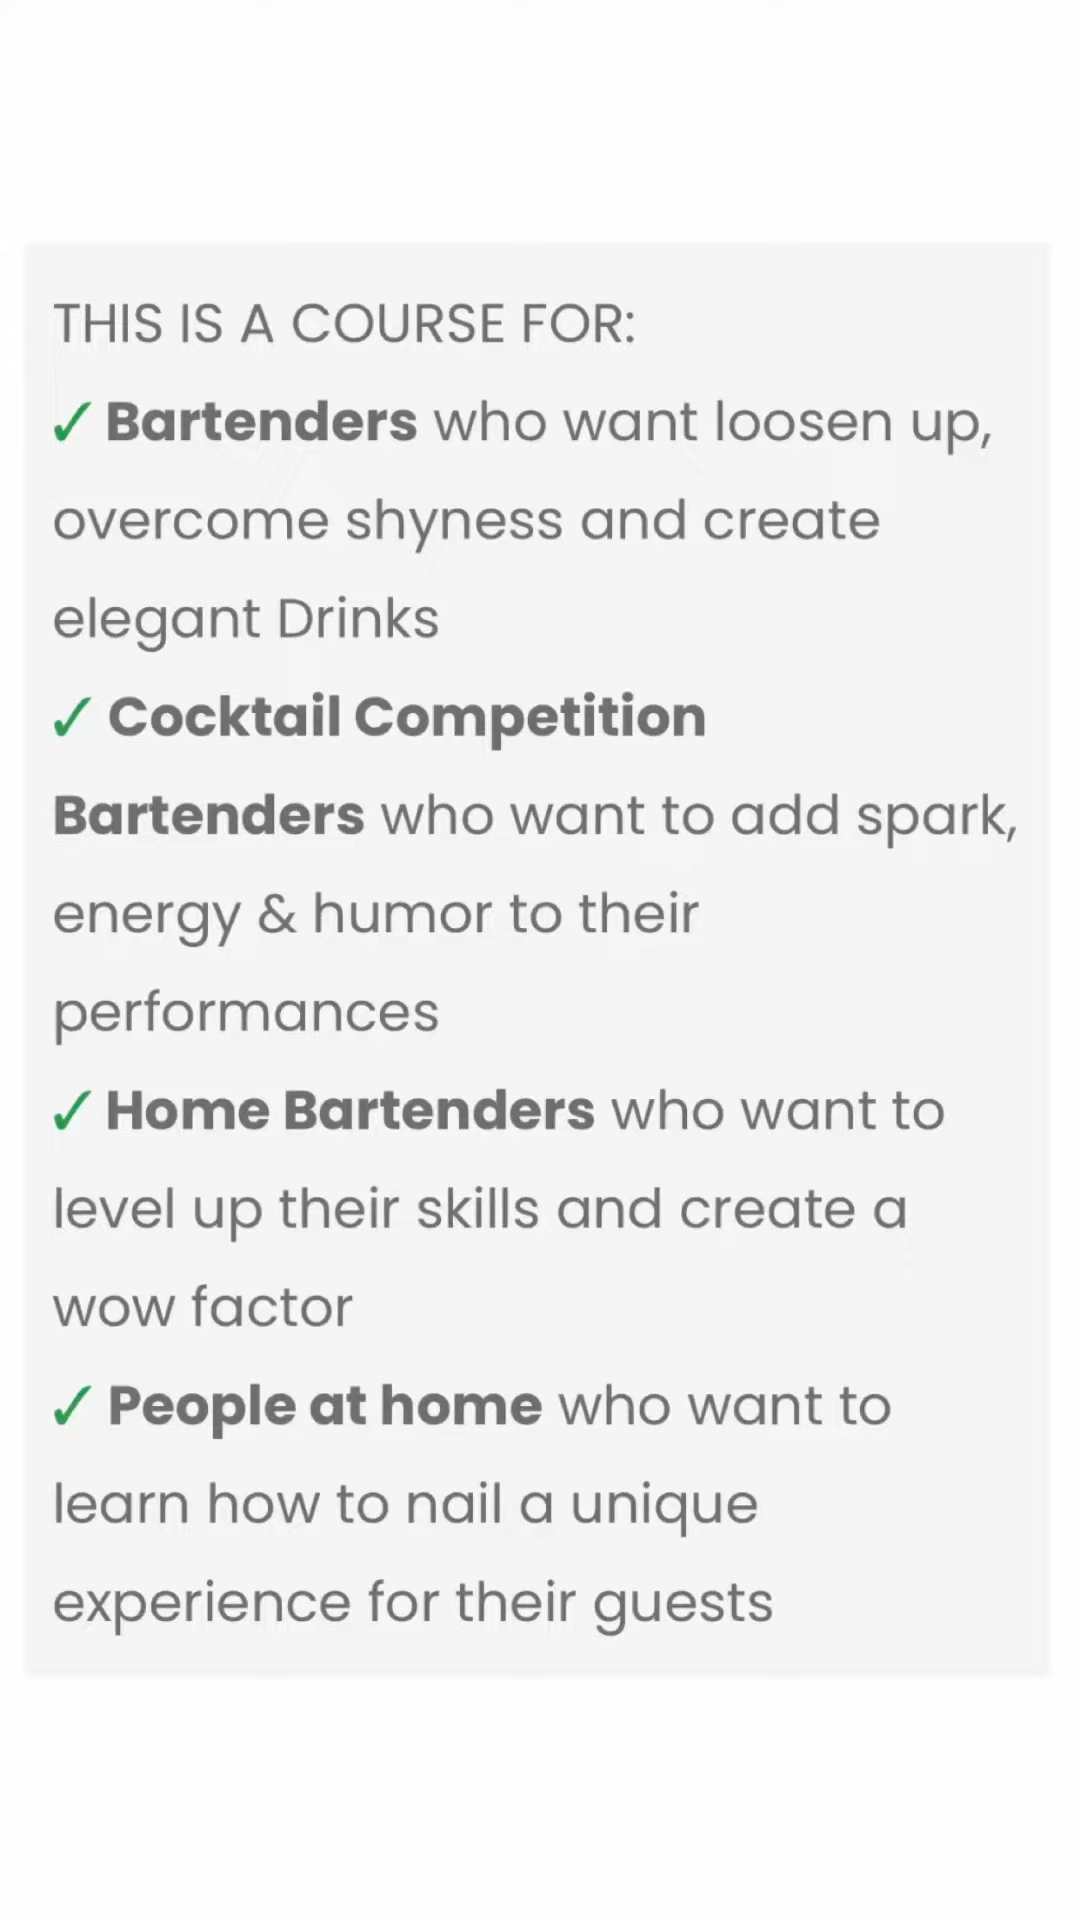 THIS IS A COURSE FOR:
✓ Bartenders who want loosen up,
overcome shyness and create
elegant Drinks
✓ Cocktail Competition
Bartenders who want to add spark,
energy & humor to their
performances
✓ Home Bartenders who want to
level up their skills and create a
wow factor
✓ People at home who want to
learn how to nail a unique
experience for their guests